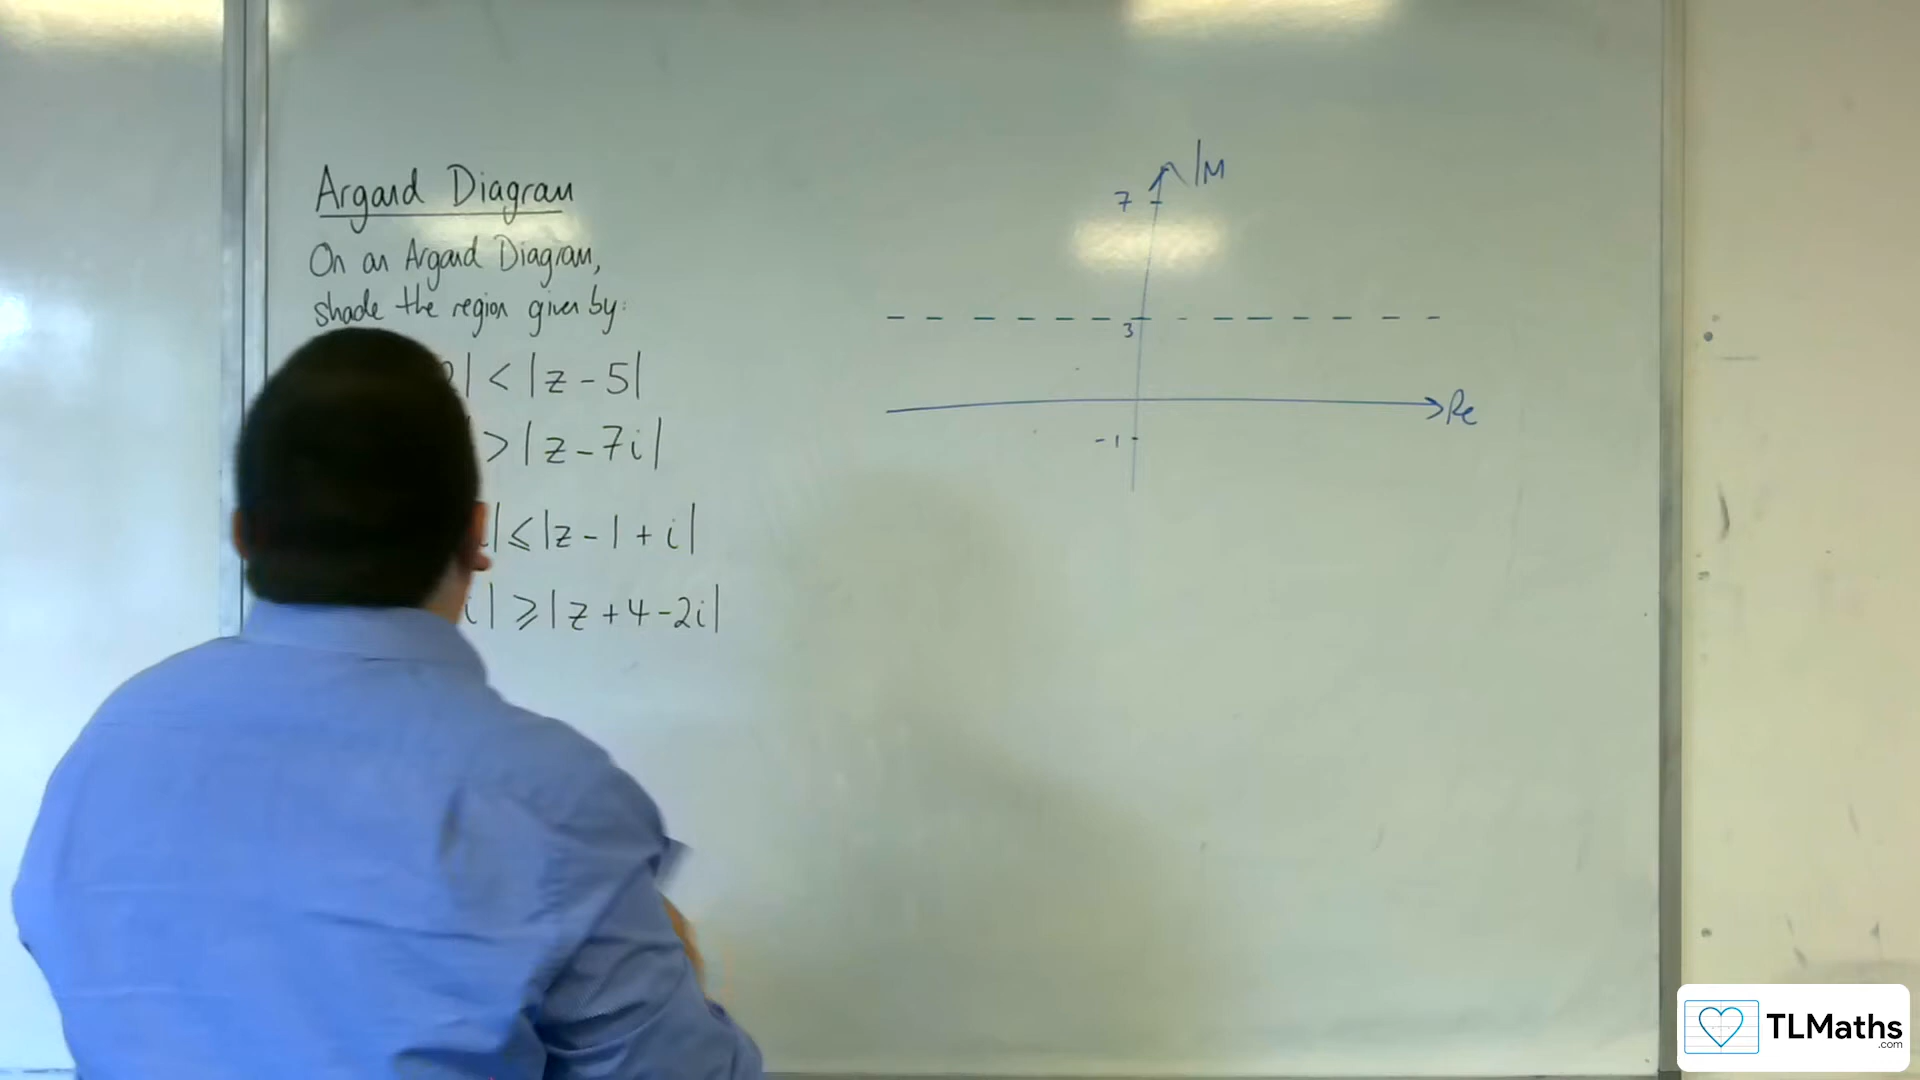 Argand Diagram
On an Argand Diagram,
shade the region given by:
| < |z - 5|
| > |z - 7i|
i| ⩽ |z - 1 + i|
i| ⩾ |z + 4 - 2i|
Im
7
3
Re
-1
TLMaths
.com